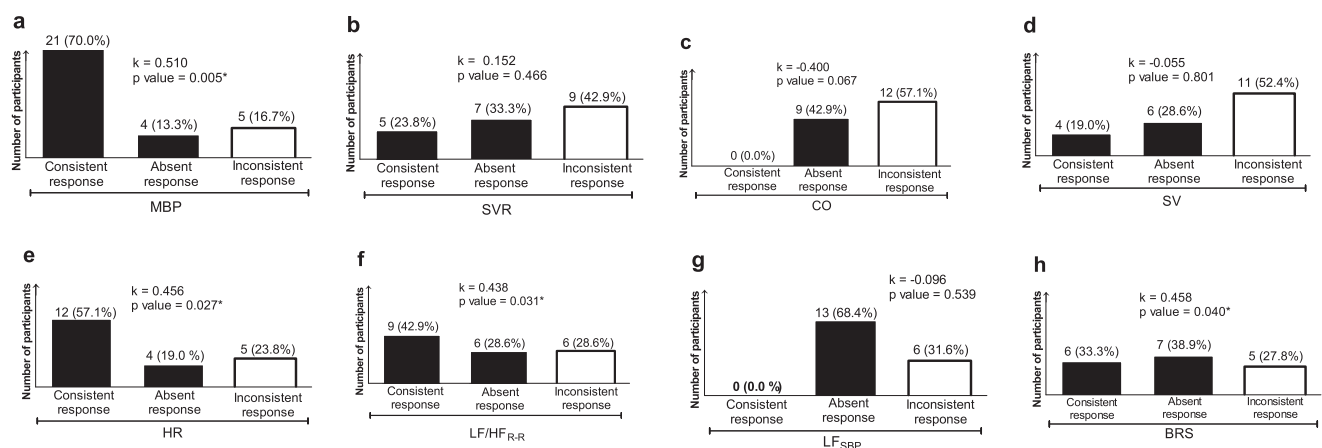 a
Number of participants
21 (70.0%)
k = 0.510
p value = 0.005*
4 (13.3%)
5 (16.7%)
Consistent response
Absent response
Inconsistent response
MBP
b
Number of participants
k = 0.152
p value = 0.466
5 (23.8%)
7 (33.3%)
9 (42.9%)
Consistent response
Absent response
Inconsistent response
SVR
c
Number of participants
k = -0.400
p value = 0.067
0 (0.0%)
9 (42.9%)
12 (57.1%)
Consistent response
Absent response
Inconsistent response
CO
d
Number of participants
k = -0.055
p value = 0.801
4 (19.0%)
6 (28.6%)
11 (52.4%)
Consistent response
Absent response
Inconsistent response
SV
e
Number of participants
k = 0.456
p value = 0.027*
12 (57.1%)
4 (19.0 %)
5 (23.8%)
Consistent response
Absent response
Inconsistent response
HR
f
Number of participants
k = 0.438
p value = 0.031*
9 (42.9%)
6 (28.6%)
6 (28.6%)
Consistent response
Absent response
Inconsistent response
LF/HFR-R
g
Number of participants
k = -0.096
p value = 0.539
0 (0.0 %)
13 (68.4%)
6 (31.6%)
Consistent response
Absent response
Inconsistent response
LFSBP
h
Number of participants
k = 0.458
p value = 0.040*
6 (33.3%)
7 (38.9%)
5 (27.8%)
Consistent response
Absent response
Inconsistent response
BRS